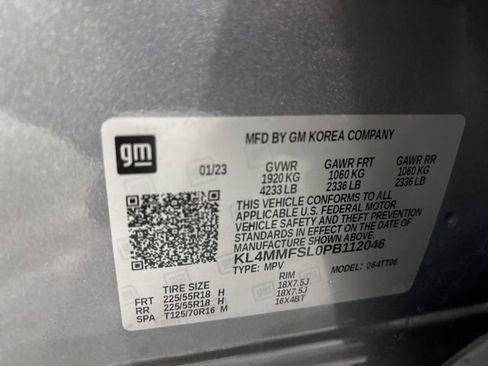 gm
MFD BY GM KOREA COMPANY
01/23 GVWR GAWR FRT GAWR RR
1920 KG 1060 KG 1060 KG
4233 LB 2336 LB 2336 LB
THIS VEHICLE CONFORMS TO ALL
APPLICABLE U.S. FEDERAL MOTOR
VEHICLE SAFETY AND THEFT PREVENTION
STANDARDS IN EFFECT ON THE DATE OF
MANUFACTURE SHOWN ABOVE.
KL4MMFSL0PB112046
TYPE: MPV MODEL: 064TT06
TIRE SIZE RIM
FRT 225/55R18 H 18X7.5J
RR 225/55R18 H 18X7.5J
SPA T125/70R16 M 16X4BT